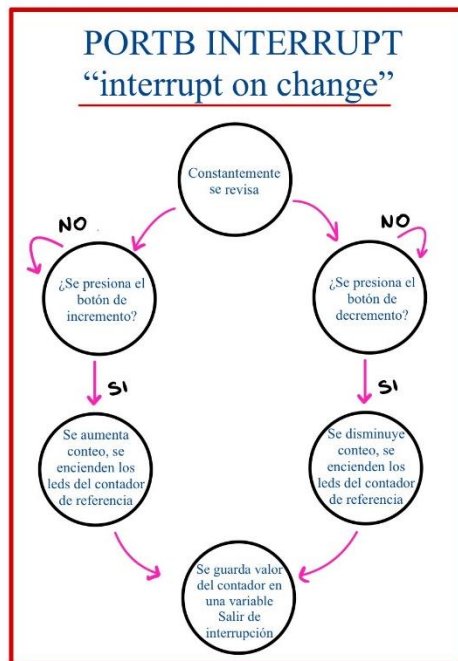 PORTB INTERRUPT
“interrupt on change”
Constantemente
se revisa
NO
NO
¿Se presiona el
botón de
incremento?
¿Se presiona el
botón de
decremento?
SI
SI
Se aumenta
conteo, se
encienden los
leds del contador
de referencia
Se disminuye
conteo, se
encienden los
leds del contador
de referencia
Se guarda valor
del contador en
una variable
Salir de
interrupción